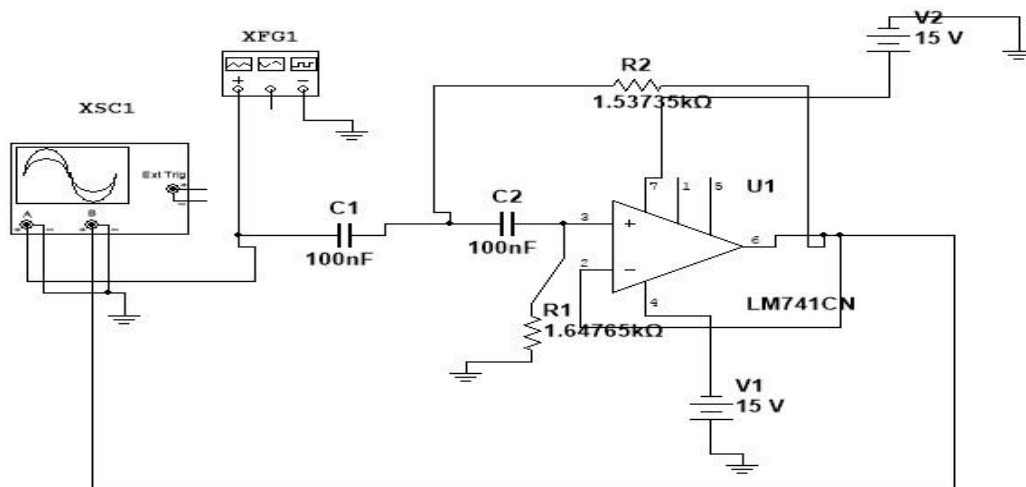 V2
15 V
XFG1
R2
1.53735kΩ
XSC1
Ext Trig
A
B
7
1
5
U1
C1
100nF
C2
100nF
3
2
6
4
LM741CN
R1
1.64765kΩ
V1
15 V